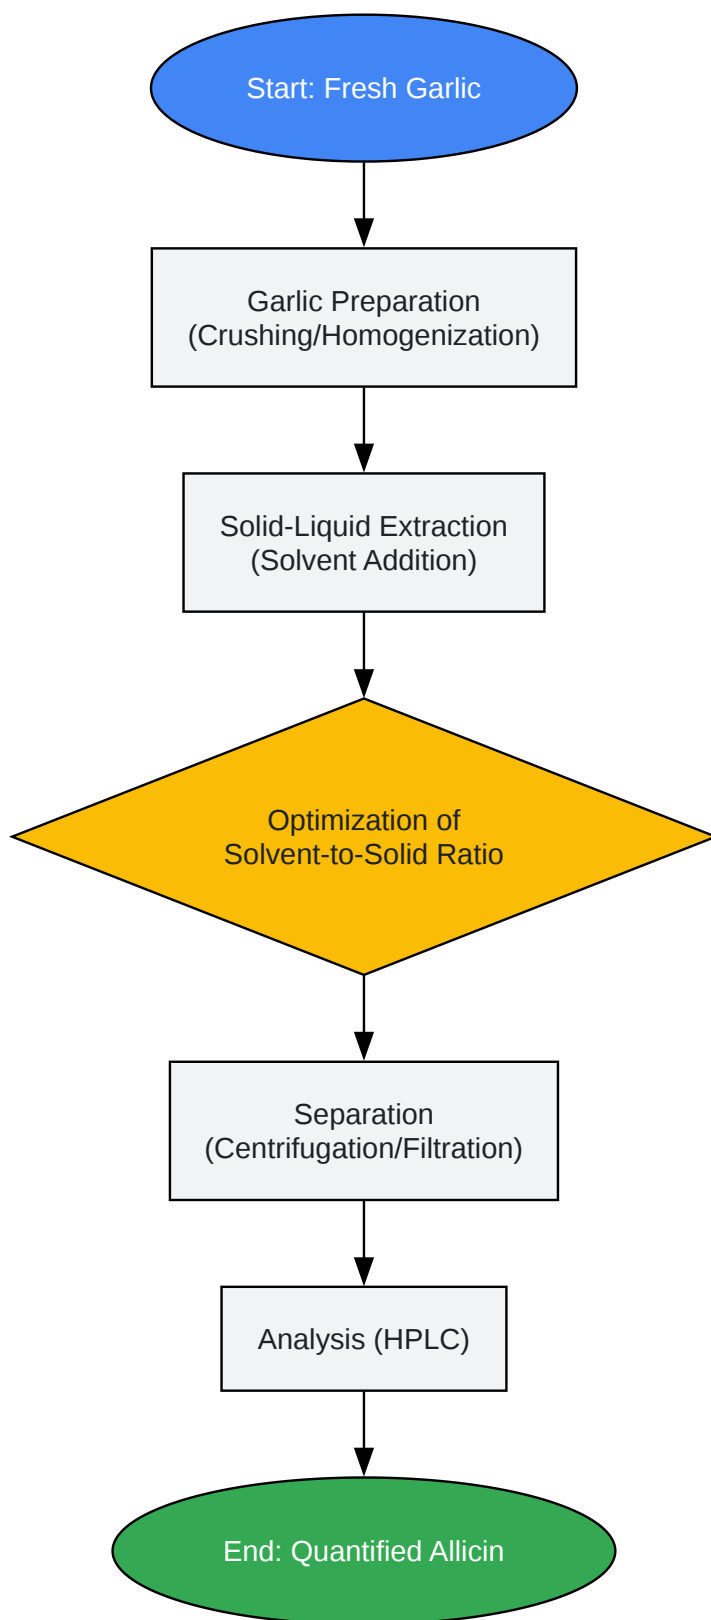 Start: Fresh Garlic
Garlic Preparation
(Crushing/Homogenization)
Solid-Liquid Extraction
(Solvent Addition)
Optimization of
Solvent-to-Solid Ratio
Separation
(Centrifugation/Filtration)
Analysis (HPLC)
End: Quantified Allicin